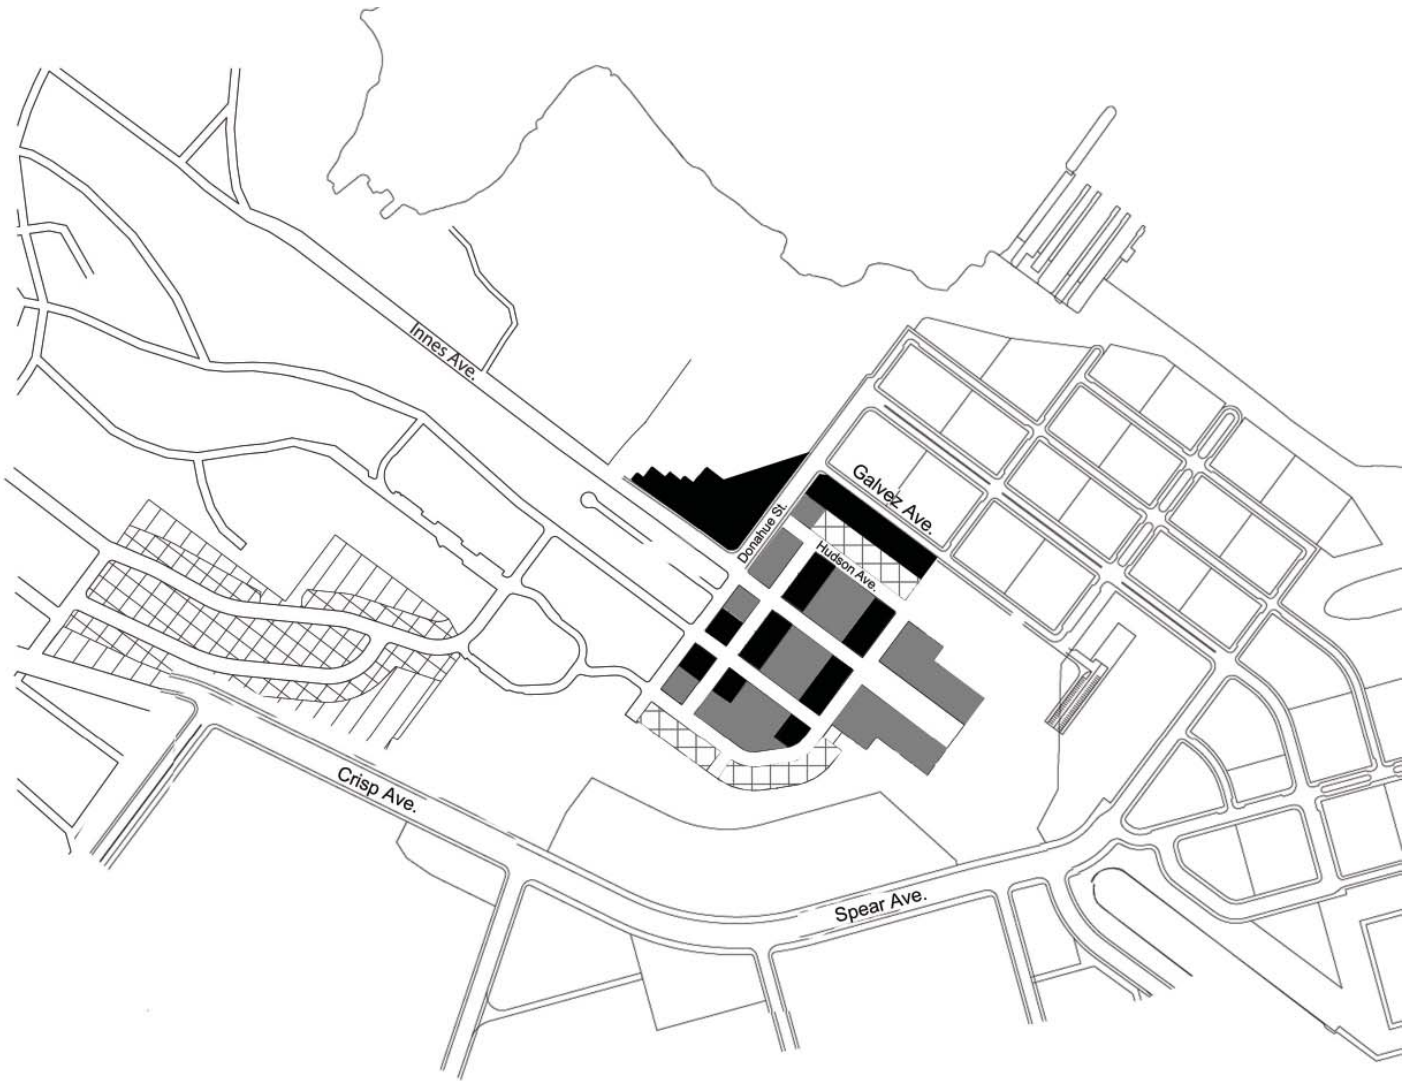 Innes Ave.
Galvez Ave.
Donahue St.
Hudson Ave.
Crisp Ave.
Spear Ave.